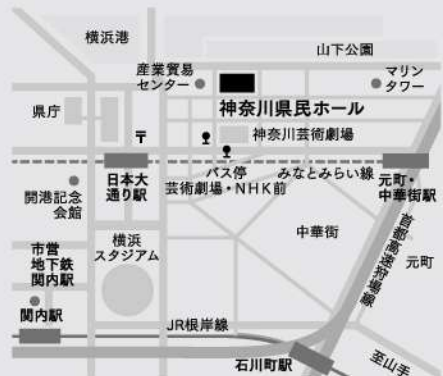 横浜港
山下公園
産業貿易
センター
マリン
タワー
県庁
神奈川県民ホール
〒
神奈川芸術劇場
日本大
通り駅
バス停
芸術劇場・NHK前
みなとみらい線
元町・
中華街駅
開港記念
会館
首都高速狩場線
市営
地下鉄
関内駅
横浜
スタジアム
中華街
元町
関内駅
JR根岸線
石川町駅
至山手